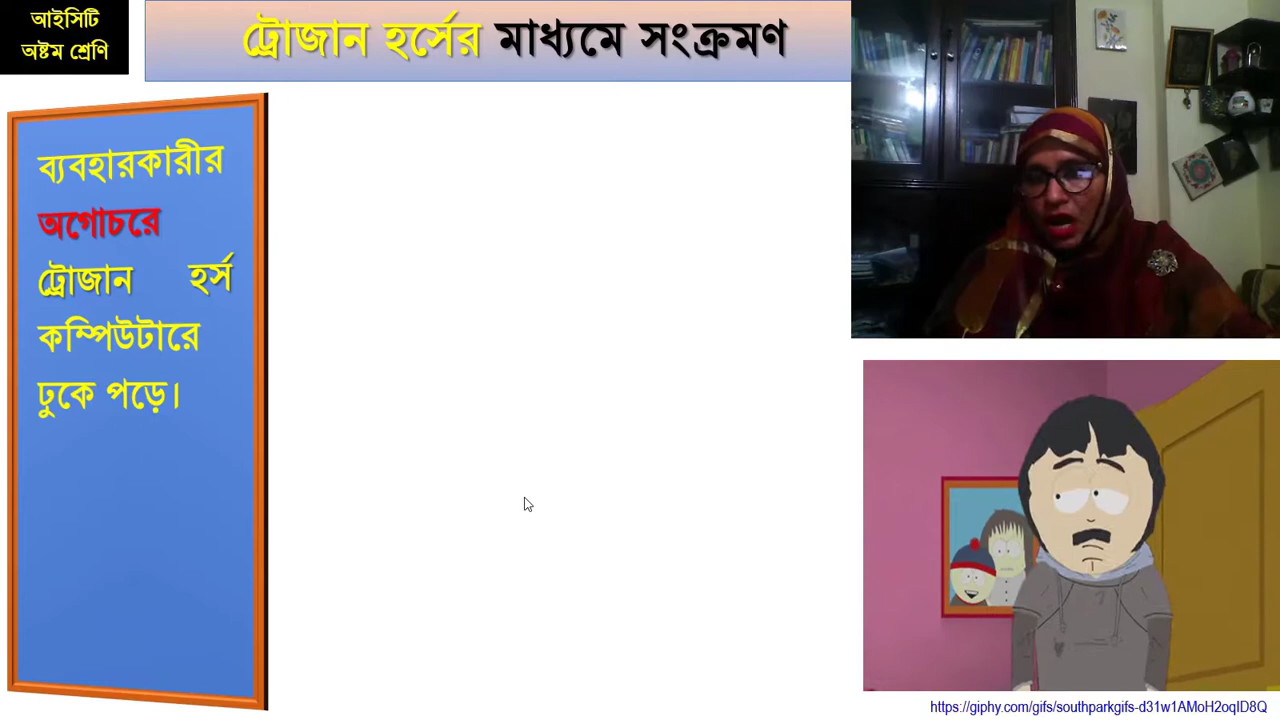 আইসিটি
অষ্টম শ্রেণি
ট্রোজান হর্সের মাধ্যমে সংক্রমণ
ব্যবহারকারীর
অগোচরে
ট্রোজান হর্স
কম্পিউটারে
ঢুকে পড়ে।
https://giphy.com/gifs/southparkgifs-d31w1AMoH2oqID8Q